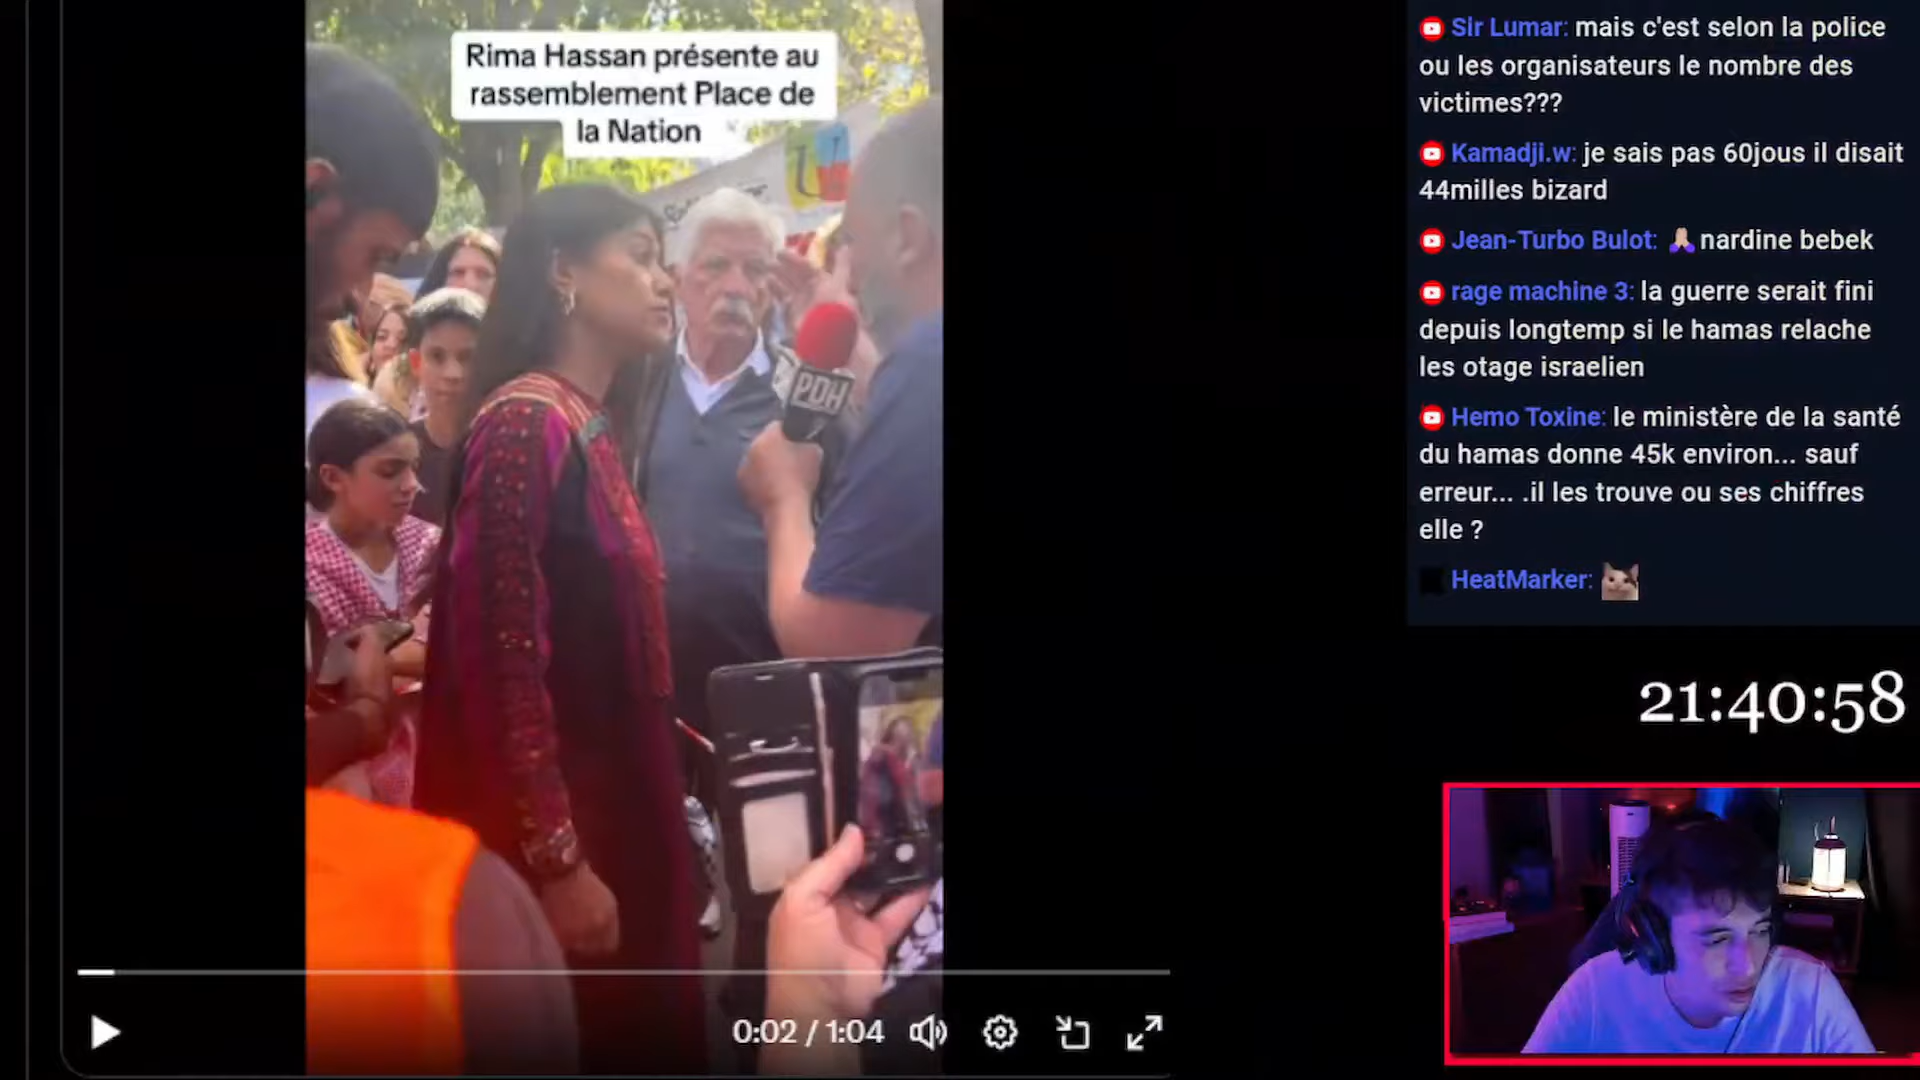 Rima Hassan présente au
rassemblement Place de
la Nation
PDH
0:02 / 1:04
Sir Lumar: mais c'est selon la police
ou les organisateurs le nombre des
victimes???
Kamadji.w: je sais pas 60jous il disait
44milles bizard
Jean-Turbo Bulot: nardine bebek
rage machine 3: la guerre serait fini
depuis longtemp si le hamas relache
les otage israelien
Hemo Toxine: le ministère de la santé
du hamas donne 45k environ... sauf
erreur... .il les trouve ou ses chiffres
elle ?
HeatMarker:
21:40:58